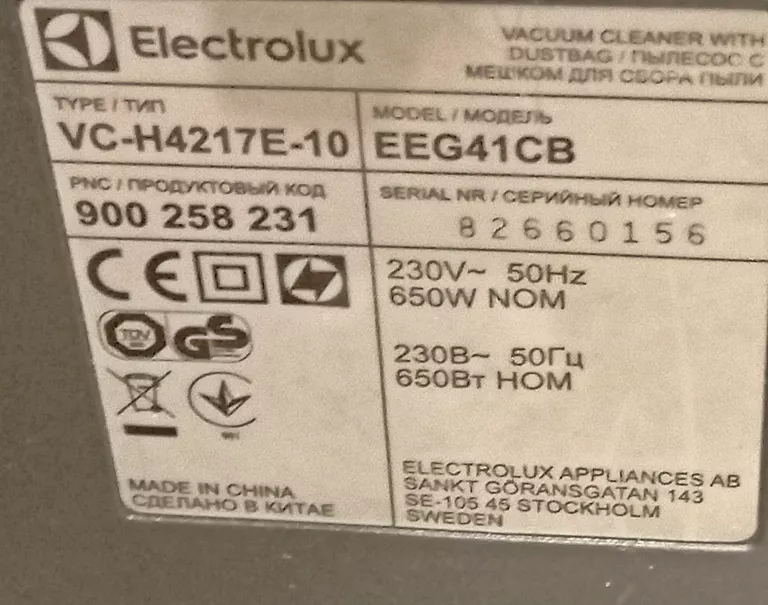 Electrolux
VACUUM CLEANER WITH
DUSTBAG / ПЫЛЕСОС С
МЕШКОМ ДЛЯ СБОРА ПЫЛИ
TYPE / ТИП
VC-H4217E-10
MODEL / МОДЕЛЬ
EEG41CB
PNC / ПРОДУКТОВЫЙ КОД
900 258 231
SERIAL NR / СЕРИЙНЫЙ НОМЕР
82660156
CE
230V~ 50Hz
650W NOM
TÜV
GS
230В~ 50Гц
650Вт НОМ
MADE IN CHINA
СДЕЛАНО В КИТАЕ
ELECTROLUX APPLIANCES AB
SANKT GÖRANSGATAN 143
SE-105 45 STOCKHOLM
SWEDEN